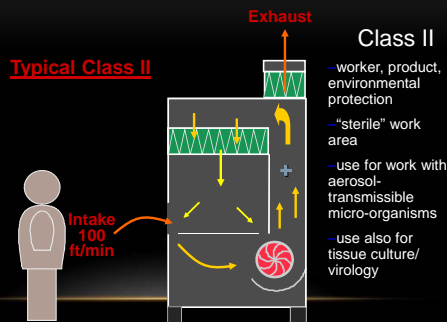 Exhaust
Typical Class II
Intake
100
ft/min
Class II
–worker, product,
environmental
protection
–“sterile” work
area
–use for work with
aerosol-
transmissible
micro-organisms
–use also for
tissue culture/
virology